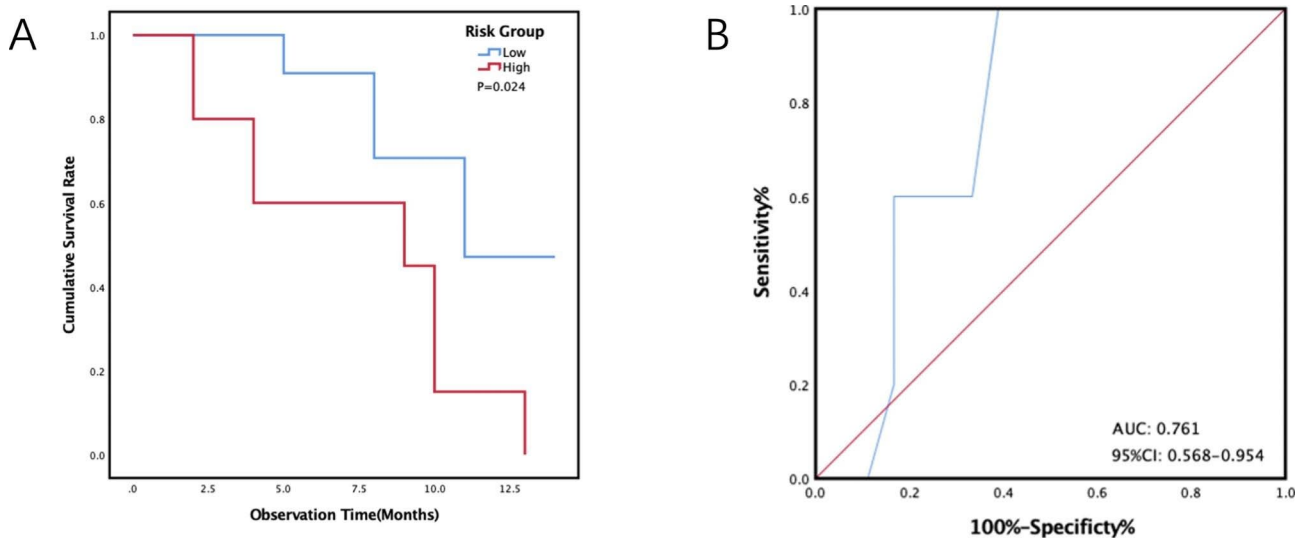 A
Risk Group
Low
High
P=0.024
Cumulative Survival Rate
1.0
0.8
0.6
0.4
0.2
0.0
.0 2.5 5.0 7.5 10.0 12.5
Observation Time(Months)
B
Sensitivity%
1.0
0.8
0.6
0.4
0.2
0.0
AUC: 0.761
95%CI: 0.568-0.954
0.0 0.2 0.4 0.6 0.8 1.0
100%-Specificty%